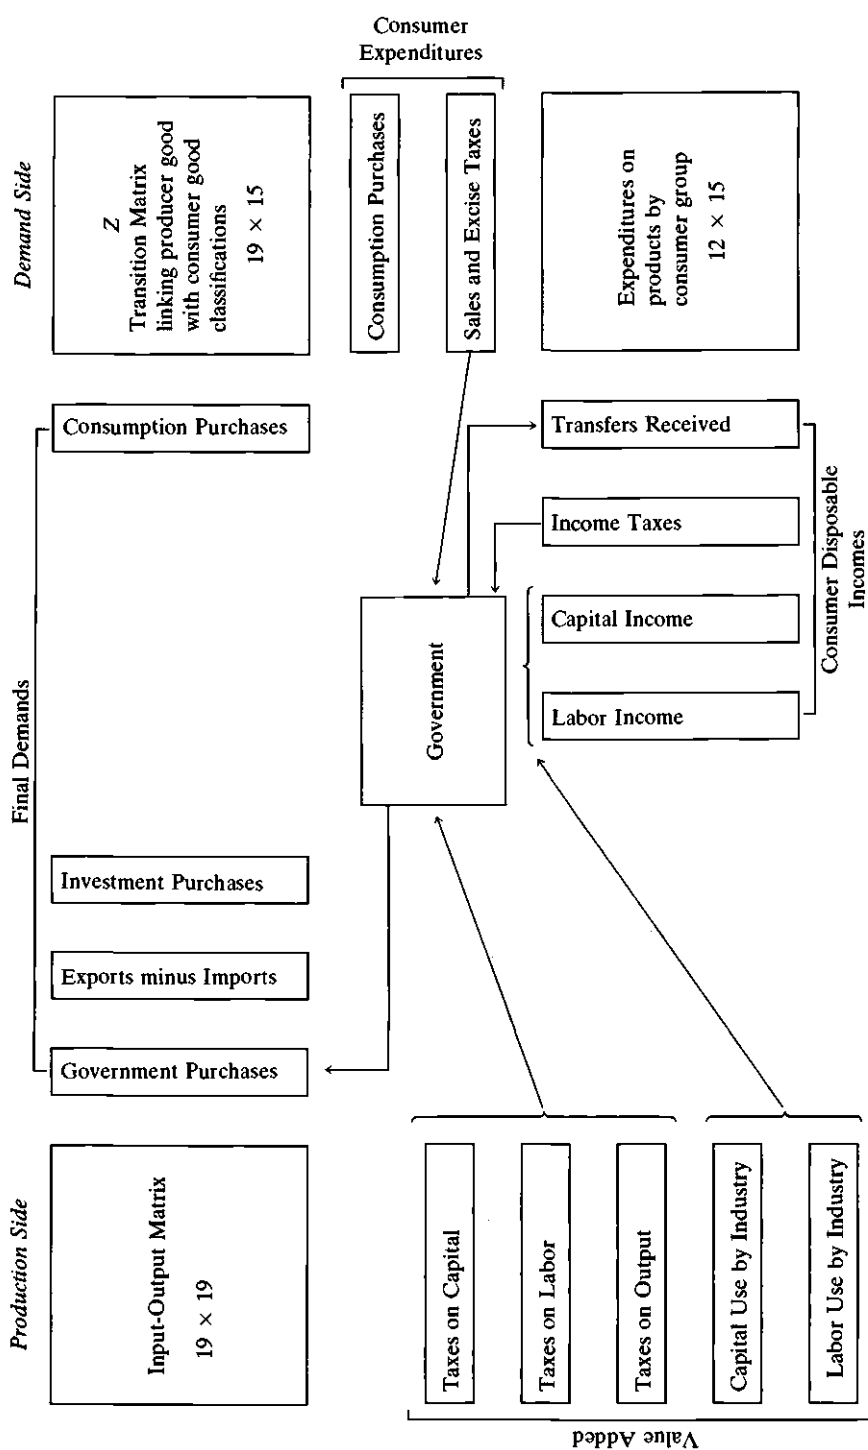 Production Side
Demand Side
Input-Output Matrix
19 × 19
Final Demands
Government Purchases
Exports minus Imports
Investment Purchases
Consumption Purchases
Z
Transition Matrix
linking producer good
with consumer good
classifications
19 × 15
Value Added
Taxes on Capital
Taxes on Labor
Taxes on Output
Capital Use by Industry
Labor Use by Industry
Government
Consumer
Expenditures
Consumption Purchases
Sales and Excise Taxes
Labor Income
Capital Income
Income Taxes
Transfers Received
Consumer Disposable
Incomes
Expenditures on
products by
consumer group
12 × 15